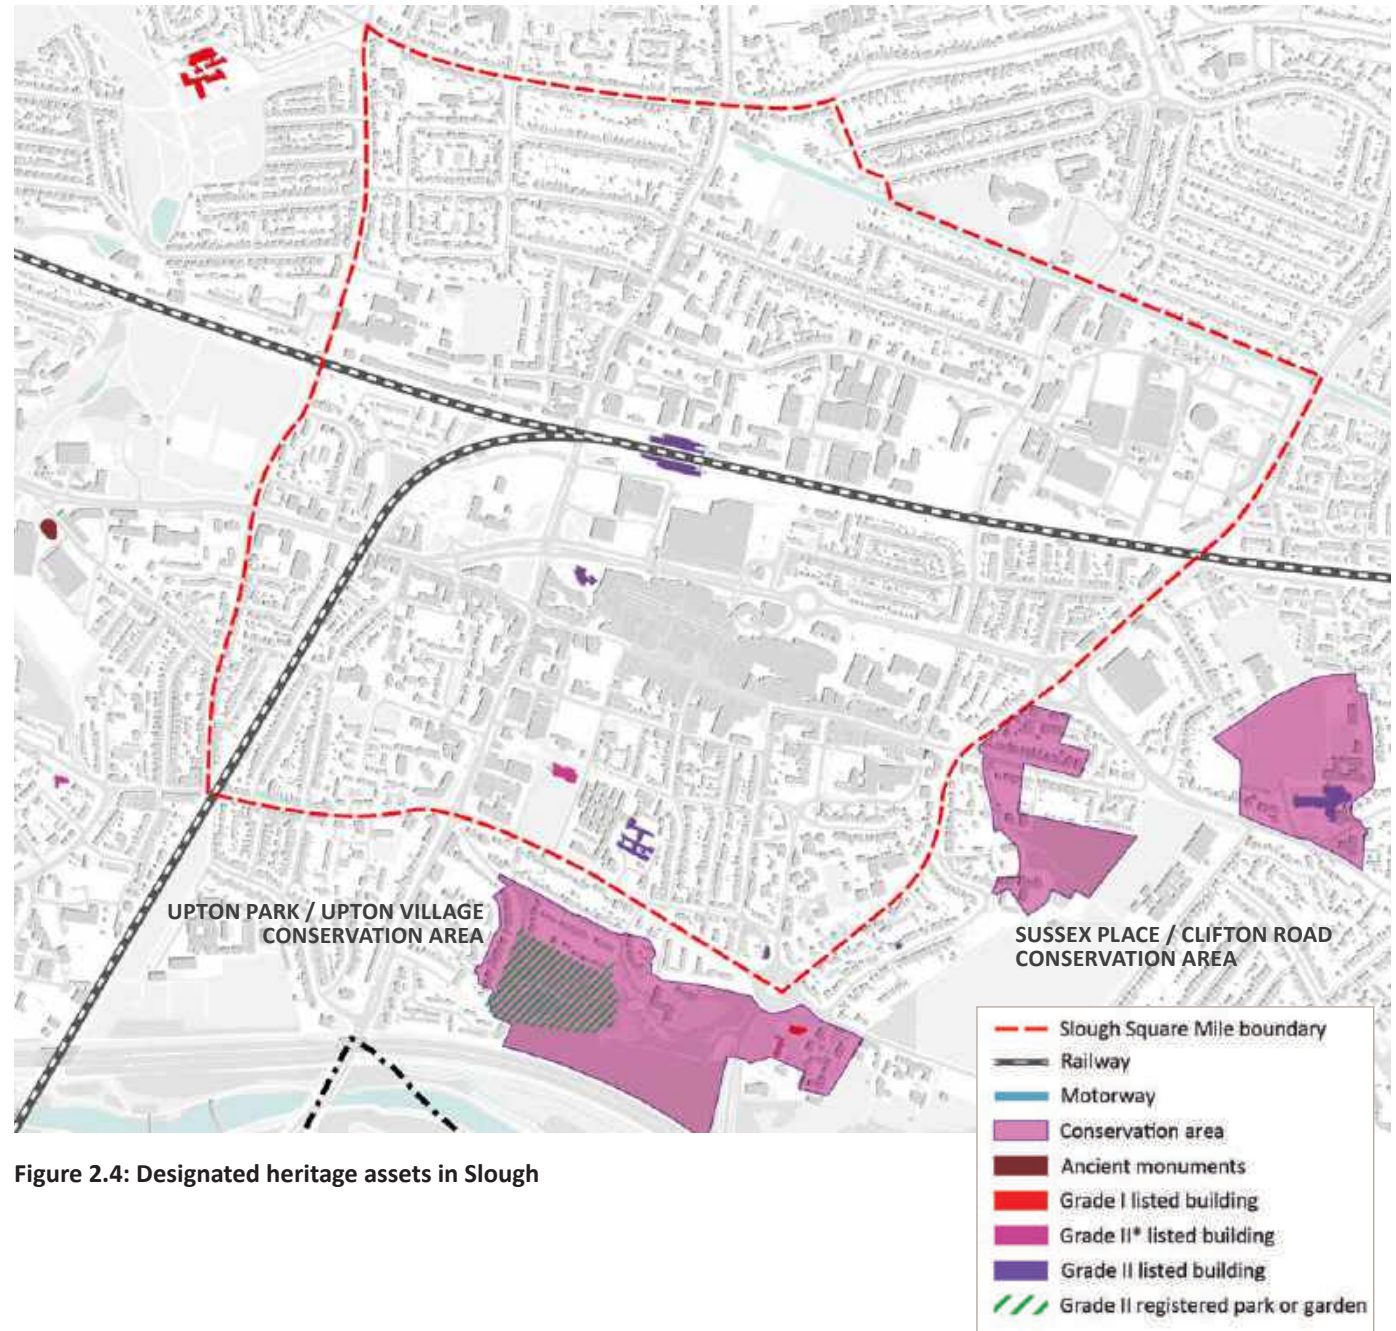 UPTON PARK / UPTON VILLAGE
CONSERVATION AREA
SUSSEX PLACE / CLIFTON ROAD
CONSERVATION AREA
Slough Square Mile boundary
Railway
Motorway
Conservation area
Ancient monuments
Grade I listed building
Grade II* listed building
Grade II listed building
Grade II registered park or garden
Figure 2.4: Designated heritage assets in Slough